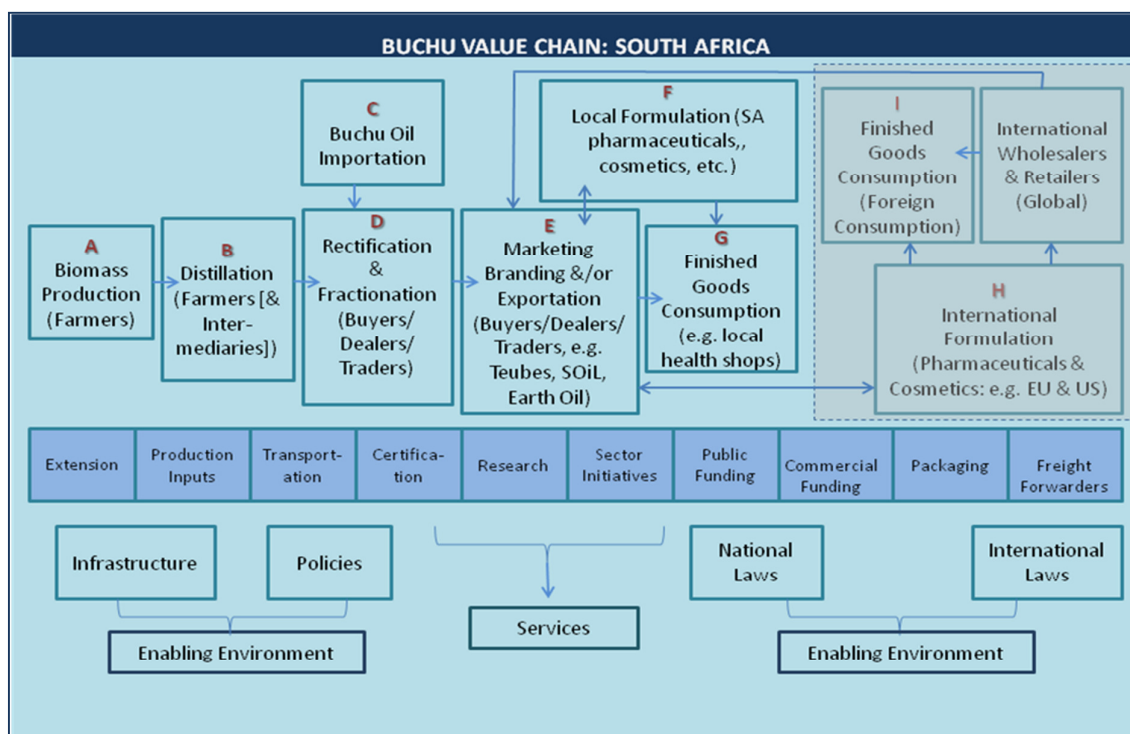 BUCHU VALUE CHAIN: SOUTH AFRICA
A
Biomass
Production
(Farmers)
B
Distillation
(Farmers [&
Inter-
mediaries])
C
Buchu Oil
Importation
D
Rectification
&
Fractionation
(Buyers/
Dealers/
Traders)
E
Marketing
Branding &/or
Exportation
(Buyers/Dealers/
Traders, e.g.
Teubes, SOiL,
Earth Oil)
F
Local Formulation (SA
pharmaceuticals,,
cosmetics, etc.)
G
Finished
Goods
Consumption
(e.g. local
health shops)
I
Finished
Goods
Consumption
(Foreign
Consumption)
International
Wholesalers
& Retailers
(Global)
H
International
Formulation
(Pharmaceuticals &
Cosmetics: e.g. EU & US)
Extension
Production
Inputs
Transport-
ation
Certifica-
tion
Research
Sector
Initiatives
Public
Funding
Commercial
Funding
Packaging
Freight
Forwarders
Infrastructure
Policies
National
Laws
International
Laws
Enabling Environment
Services
Enabling Environment